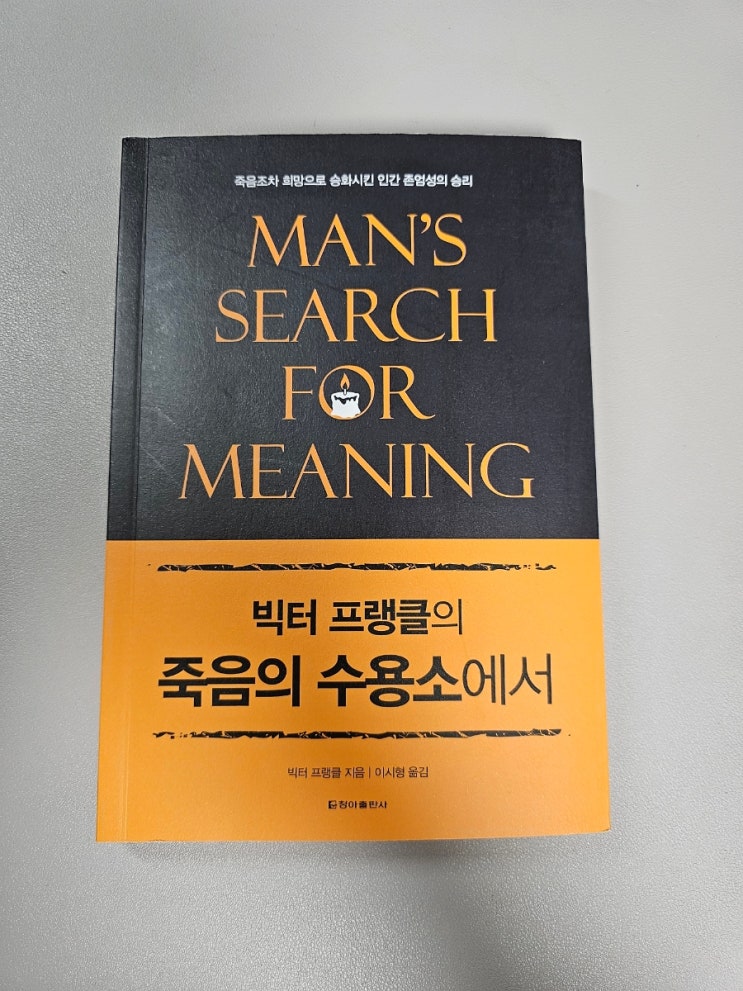 죽음조차 희망으로 승화시킨 인간 존엄성의 승리
MAN'S
SEARCH
FOR
MEANING
빅터 프랭클의
죽음의 수용소에서
빅터 프랭클 지음 | 이시형 옮김
청아출판사